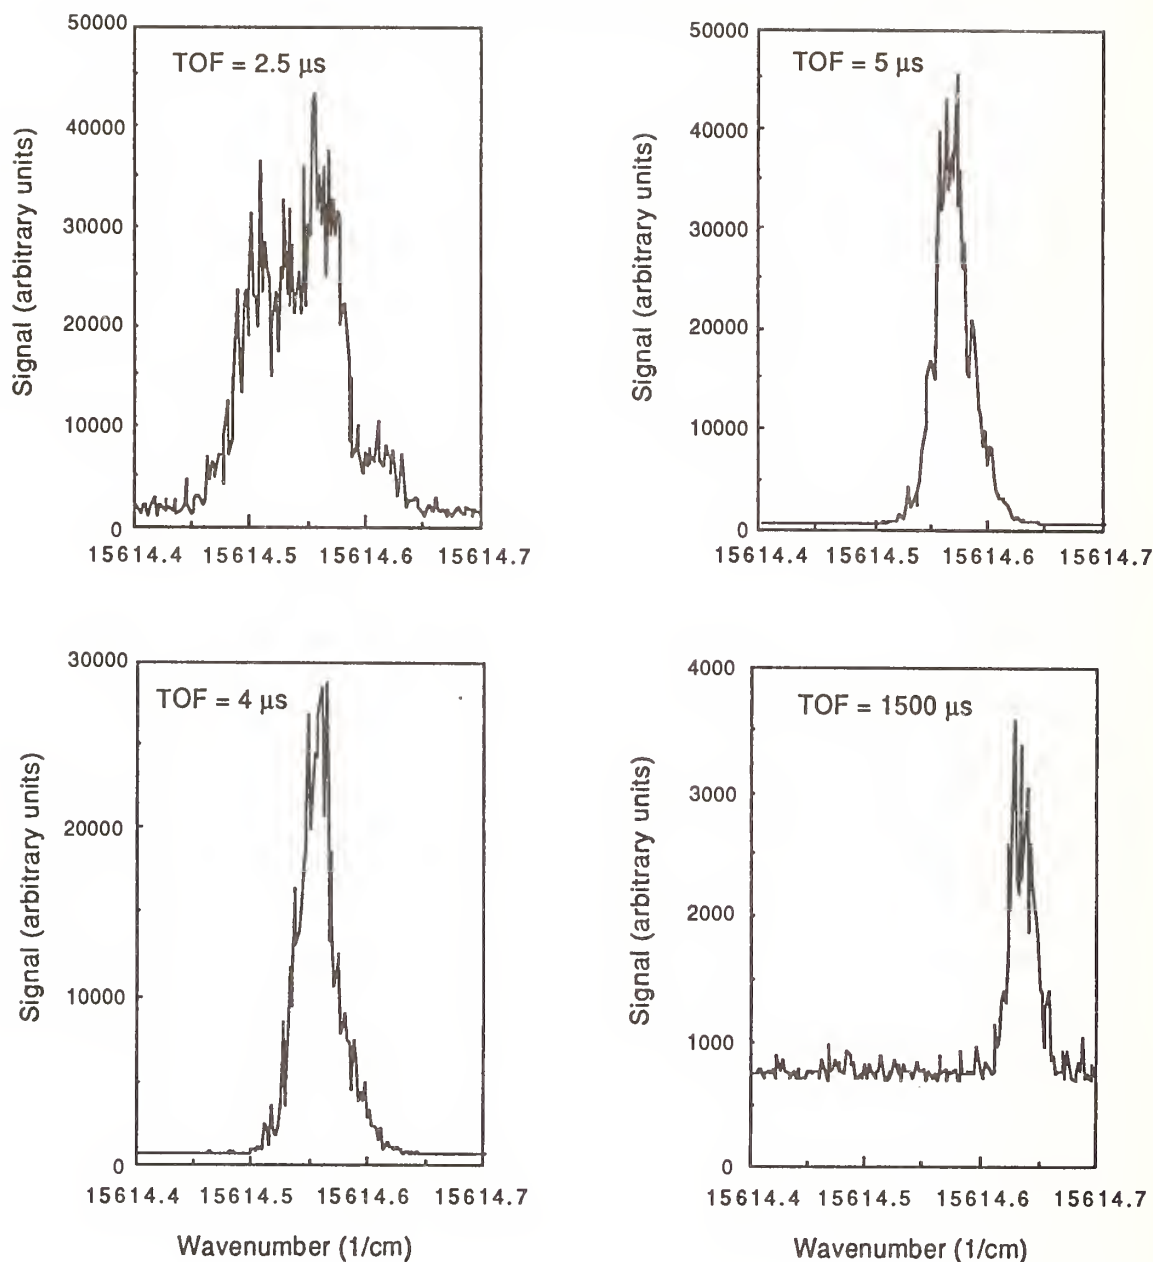 TOF = 2.5 μs
Signal (arbitrary units)
50000
40000
30000
20000
10000
0
15614.4 15614.5 15614.6 15614.7
TOF = 5 μs
Signal (arbitrary units)
50000
40000
30000
20000
10000
0
15614.4 15614.5 15614.6 15614.7
TOF = 4 μs
Signal (arbitrary units)
30000
20000
10000
0
15614.4 15614.5 15614.6 15614.7
Wavenumber (1/cm)
TOF = 1500 μs
Signal (arbitrary units)
4000
3000
2000
1000
0
15614.4 15614.5 15614.6 15614.7
Wavenumber (1/cm)